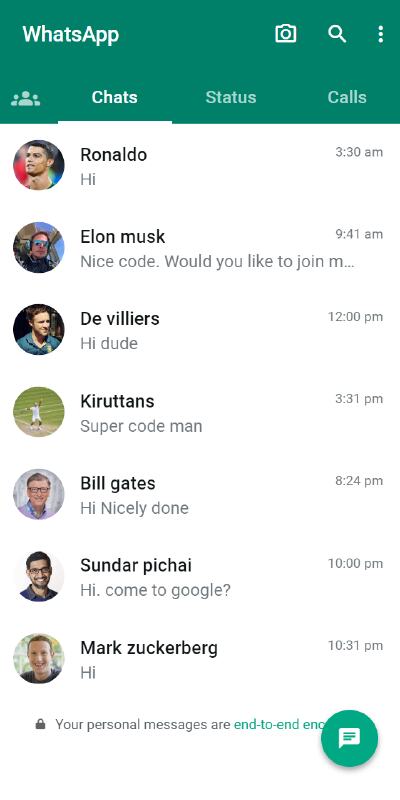 WhatsApp
Chats Status Calls
Ronaldo 3:30 am
Hi
Elon musk 9:41 am
Nice code. Would you like to join m...
De villiers 12:00 pm
Hi dude
Kiruttans 3:31 pm
Super code man
Bill gates 8:24 pm
Hi Nicely done
Sundar pichai 10:00 pm
Hi. come to google?
Mark zuckerberg 10:31 pm
Hi
Your personal messages are end-to-end enc